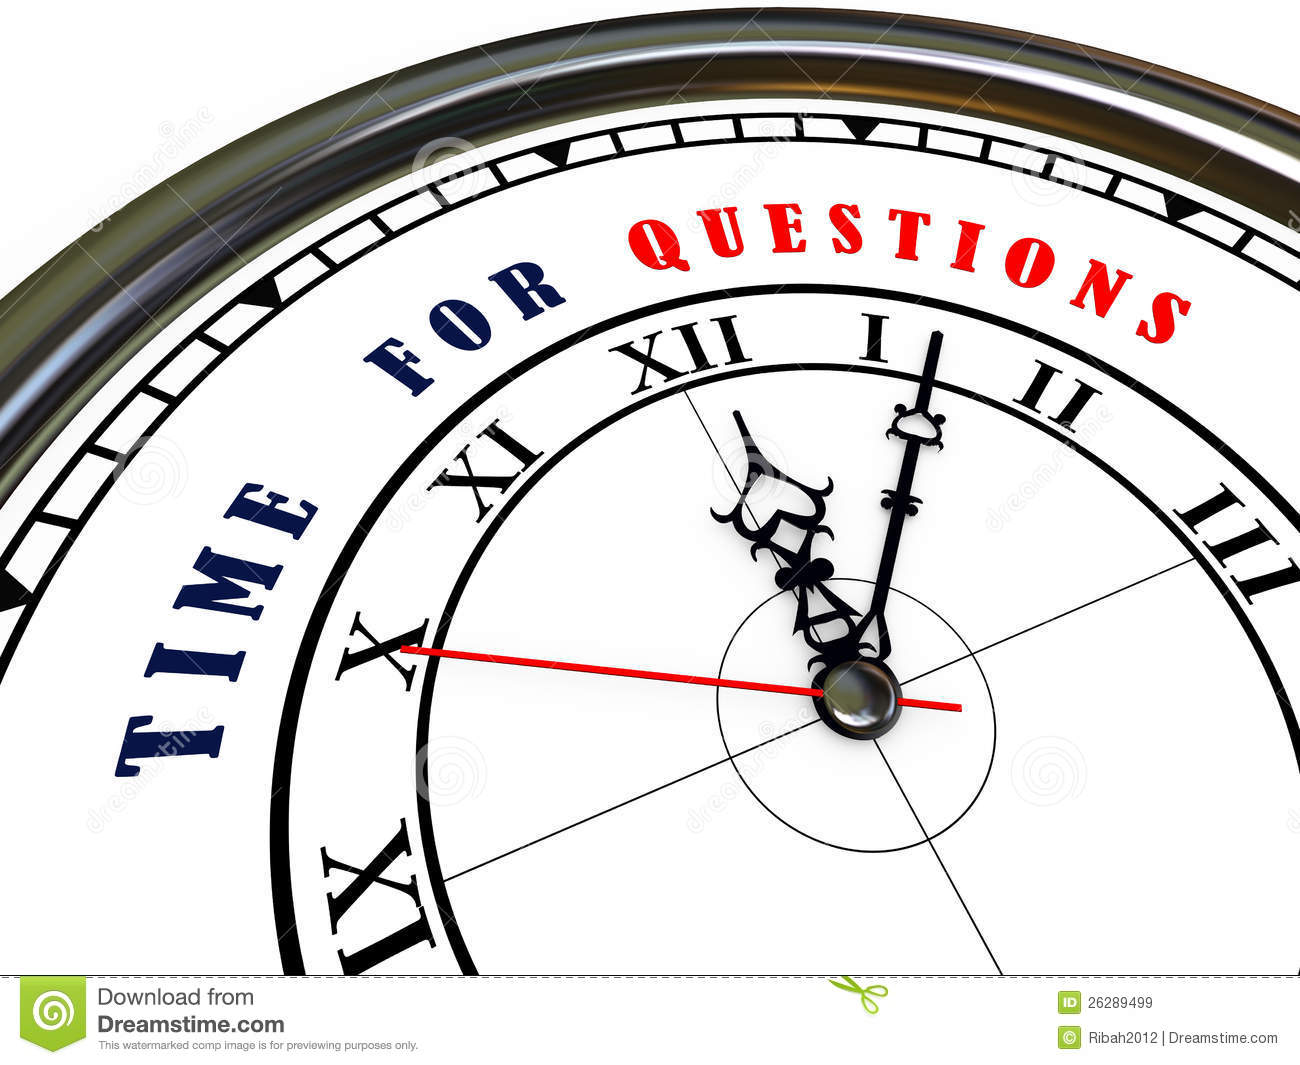 TIME FOR QUESTIONS
XII
I
II
III
XI
X
IX
dreamstime
Download from
Dreamstime.com
This watermarked comp image is for previewing purposes only.
ID 26289499
© Ribah2012 | Dreamstime.com